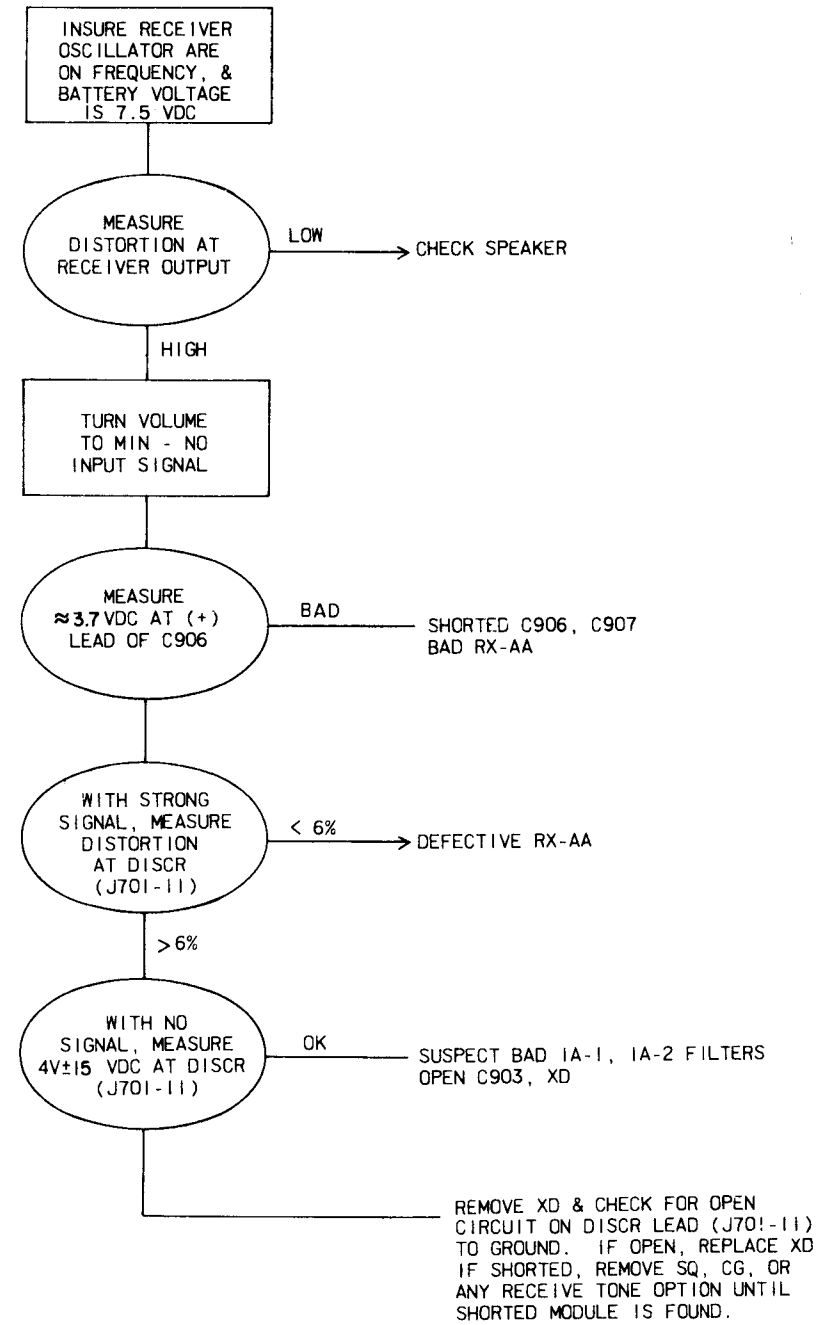 INSURE RECEIVER
OSCILLATOR ARE
ON FREQUENCY, &
BATTERY VOLTAGE
IS 7.5 VDC
MEASURE
DISTORTION AT
RECEIVER OUTPUT
LOW
CHECK SPEAKER
HIGH
TURN VOLUME
TO MIN - NO
INPUT SIGNAL
MEASURE
≈3.7 VDC AT (+)
LEAD OF C906
BAD
SHORTED C906, C907
BAD RX-AA
WITH STRONG
SIGNAL, MEASURE
DISTORTION
AT DISCR
(J701-11)
< 6%
DEFECTIVE RX-AA
>6%
WITH NO
SIGNAL, MEASURE
4V±15 VDC AT DISCR
(J701-11)
OK
SUSPECT BAD IA-1, IA-2 FILTERS
OPEN C903, XD
REMOVE XD & CHECK FOR OPEN
CIRCUIT ON DISCR LEAD (J701-11)
TO GROUND. IF OPEN, REPLACE XD
IF SHORTED, REMOVE SQ, CG, OR
ANY RECEIVE TONE OPTION UNTIL
SHORTED MODULE IS FOUND.